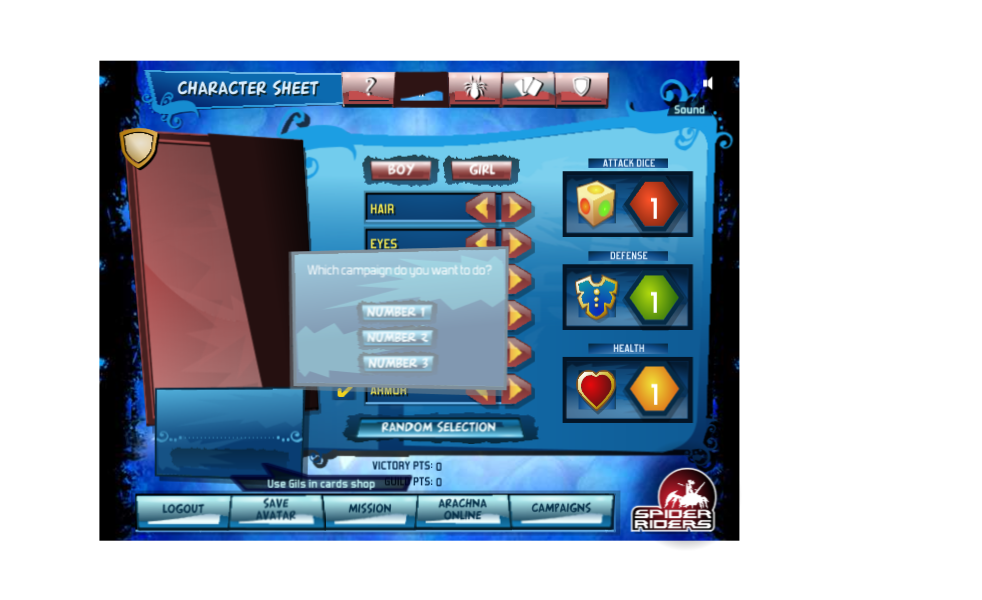 CHARACTER SHEET
?
Sound
BOY
GIRL
HAIR
EYES
ARMOR
RANDOM SELECTION
ATTACK DICE
1
DEFENSE
1
HEALTH
1
Which campaign do you want to do?
NUMBER 1
NUMBER 2
NUMBER 3
VICTORY PTS: 0
GUILD PTS: 0
Use Gils in cards shop
LOGOUT
SAVE
AVATAR
MISSION
ARACHNA
ONLINE
CAMPAIGNS
SPIDER
RIDERS